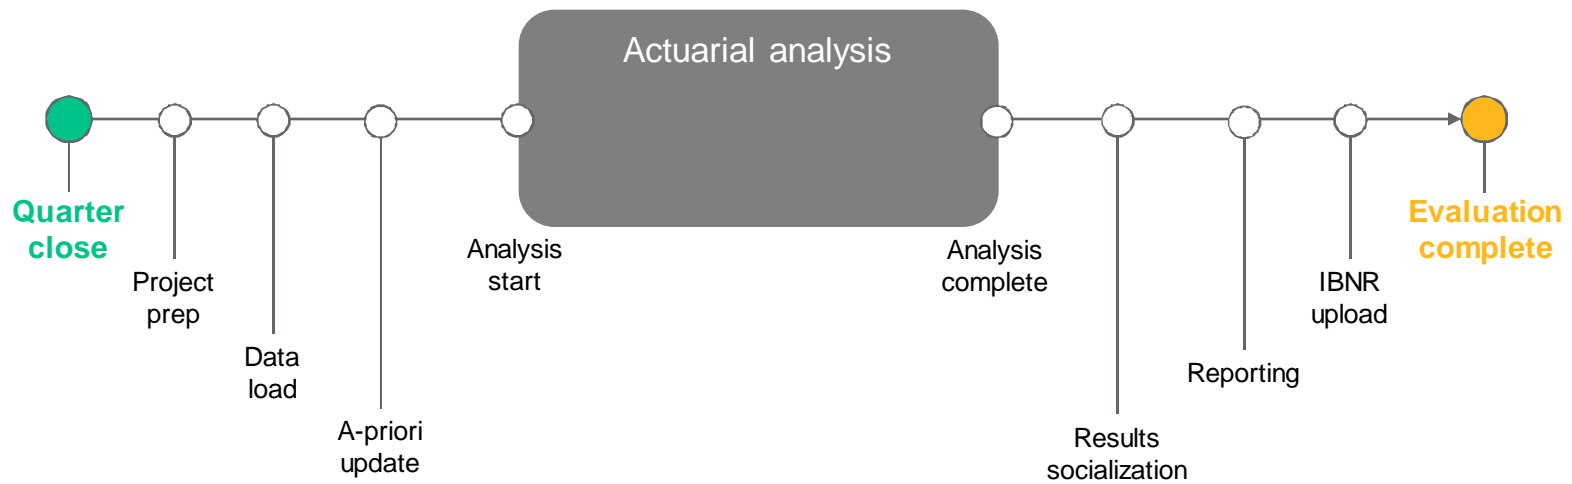 Actuarial analysis
Quarter
close
Project
prep
Data
load
A-priori
update
Analysis
start
Analysis
complete
Results
socialization
Reporting
IBNR
upload
Evaluation
complete